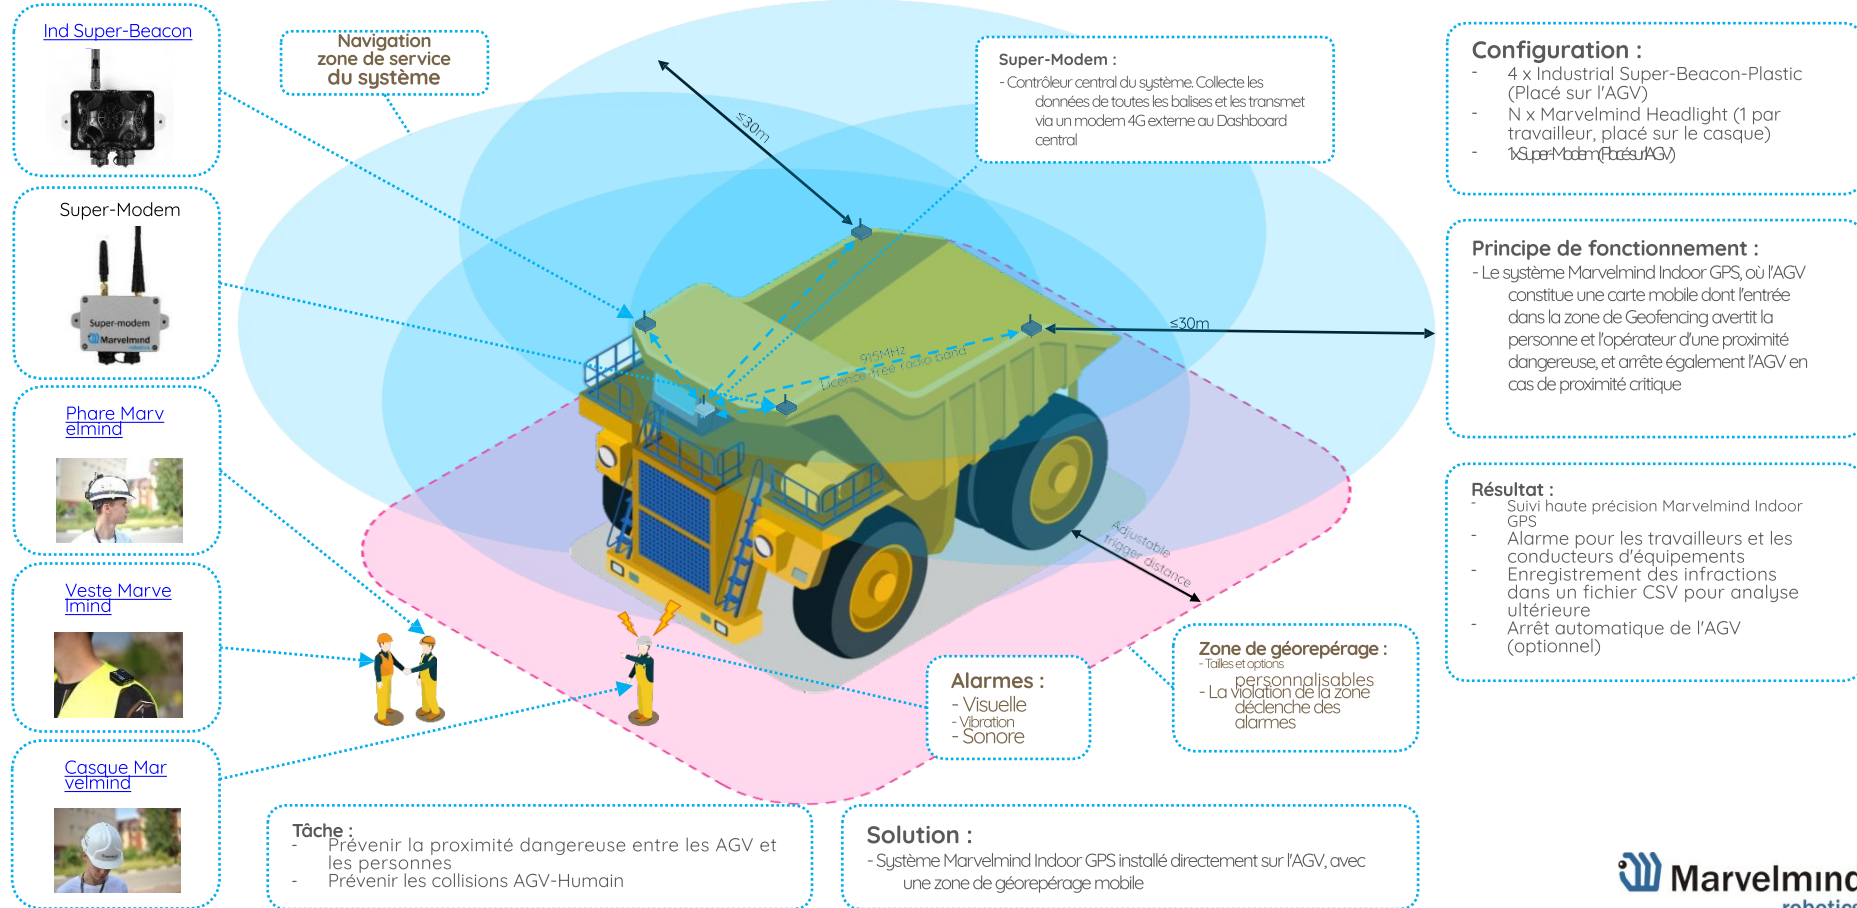 Ind Super-Beacon
Super-Modem
Super-modem
Marvelmind
robotics
Phare Marv
elmind
Veste Marve
lmind
Casque Mar
velmind
Navigation
zone de service
du système
≤30m
Super-Modem :
- Contrôleur central du système. Collecte les
données de toutes les balises et les transmet
via un modem 4G externe au Dashboard
central
≤30m
915MHz
Licence-free radio band
Adjustable
trigger distance
Alarmes :
- Visuelle
- Vibration
- Sonore
Zone de géorepérage :
- Tailles et options
personnalisables
- La violation de la zone
déclenche des
alarmes
Tâche :
- Prévenir la proximité dangereuse entre les AGV et
les personnes
- Prévenir les collisions AGV-Humain
Solution :
- Système Marvelmind Indoor GPS installé directement sur l'AGV, avec
une zone de géorepérage mobile
Configuration :
- 4 x Industrial Super-Beacon-Plastic
(Placé sur l'AGV)
- N x Marvelmind Headlight (1 par
travailleur, placé sur le casque)
- 1xSuper-Modem(Placésurl'AGV)
Principe de fonctionnement :
- Le système Marvelmind Indoor GPS, où l'AGV
constitue une carte mobile dont l'entrée
dans la zone de Geofencing avertit la
personne et l'opérateur d'une proximité
dangereuse, et arrête également l'AGV en
cas de proximité critique
Résultat :
- Suivi haute précision Marvelmind Indoor
GPS
- Alarme pour les travailleurs et les
conducteurs d'équipements
- Enregistrement des infractions
dans un fichier CSV pour analyse
ultérieure
- Arrêt automatique de l'AGV
(optionnel)
Marvelmind
robotics